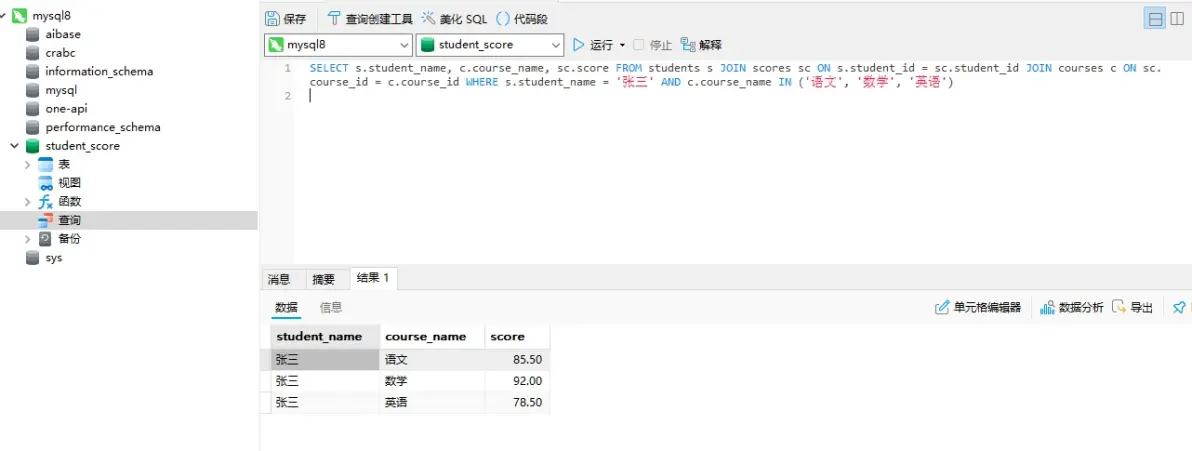 mysql8
aibase
crabc
information_schema
mysql
one-api
performance_schema
student_score
表
视图
函数
查询
备份
sys
保存 查询创建工具 美化 SQL 代码段
mysql8 student_score 运行 停止 解释
1 SELECT s.student_name, c.course_name, sc.score FROM students s JOIN scores sc ON s.student_id = sc.student_id JOIN courses c ON sc.
course_id = c.course_id WHERE s.student_name = '张三' AND c.course_name IN ('语文', '数学', '英语')
2
消息 摘要 结果 1
数据 信息 单元格编辑器 数据分析 导出
student_name course_name score
张三 语文 85.50
张三 数学 92.00
张三 英语 78.50